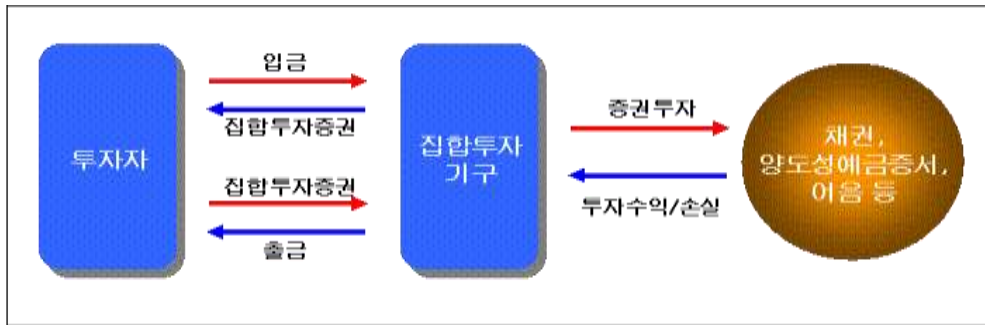 투자자
입금
집합투자증권
집합투자증권
출금
집합투자
기구
증권투자
투자수익/손실
채권,
양도성예금증서,
어음 등